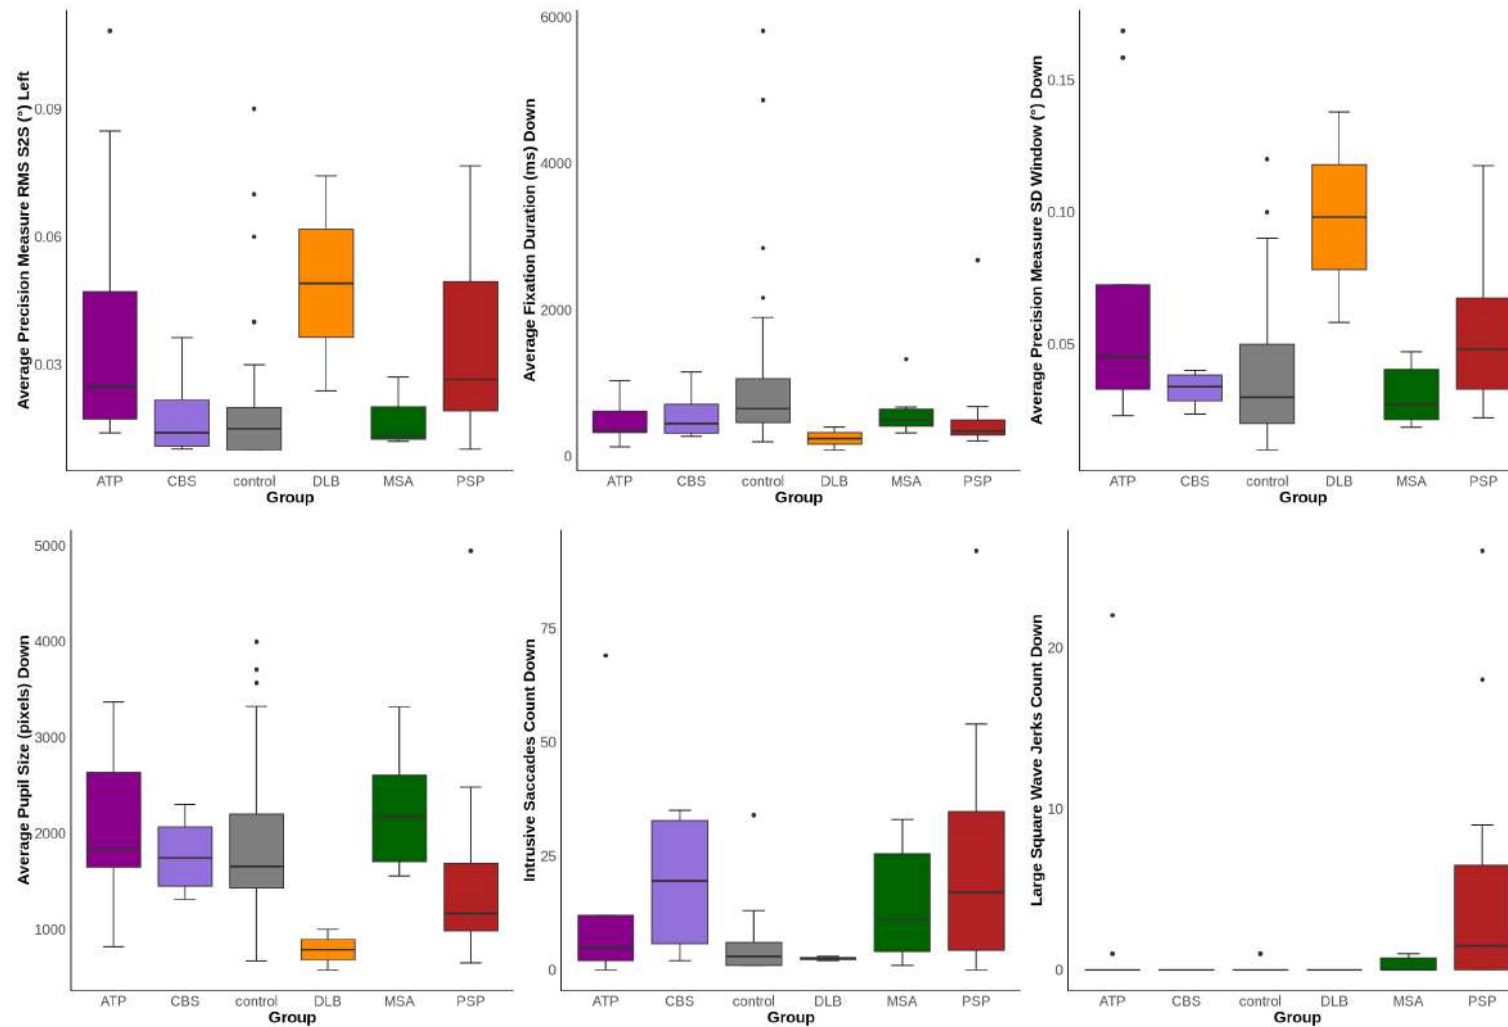 Average Precision Measure RMS S2S (°) Left
0.09
0.06
0.03
ATP CBS control DLB MSA PSP
Group
Average Fixation Duration (ms) Down
6000
4000
2000
0
ATP CBS control DLB MSA PSP
Group
Average Precision Measure SD Window (°) Down
0.15
0.10
0.05
ATP CBS control DLB MSA PSP
Group
Average Pupil Size (pixels) Down
5000
4000
3000
2000
1000
ATP CBS control DLB MSA PSP
Group
Intrusive Saccades Count Down
75
50
25
0
ATP CBS control DLB MSA PSP
Group
Large Square Wave Jerks Count Down
20
10
0
ATP CBS control DLB MSA PSP
Group